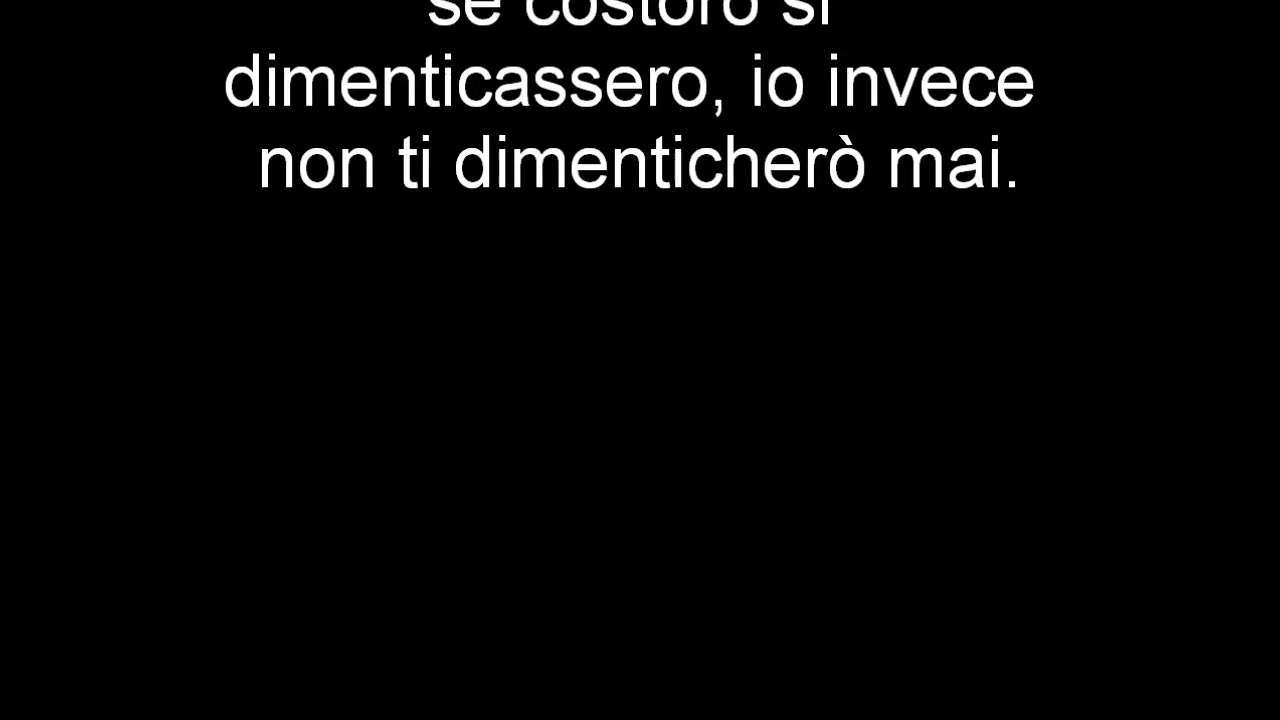 se costoro si
dimenticassero, io invece
non ti dimenticherò mai.